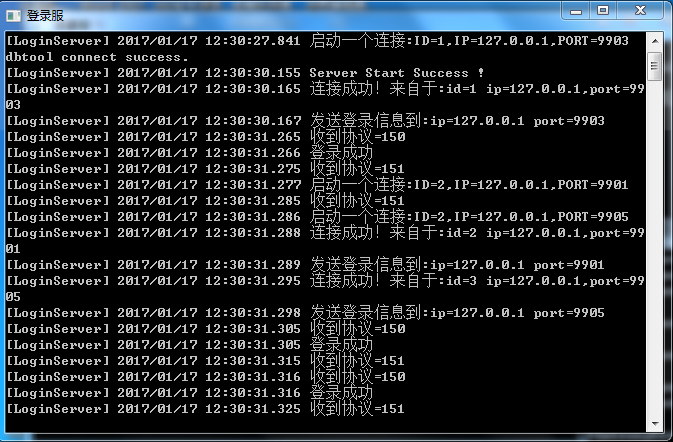 登录服
[LoginServer] 2017/01/17 12:30:27.841 启动一个连接:ID=1,IP=127.0.0.1,PORT=9903
dbtool connect success.
[LoginServer] 2017/01/17 12:30:30.155 Server Start Success !
[LoginServer] 2017/01/17 12:30:30.165 连接成功! 来自于:id=1 ip=127.0.0.1,port=99
03
[LoginServer] 2017/01/17 12:30:30.167 发送登录信息到:ip=127.0.0.1 port=9903
[LoginServer] 2017/01/17 12:30:31.265 收到协议=150
[LoginServer] 2017/01/17 12:30:31.266 登录成功
[LoginServer] 2017/01/17 12:30:31.275 收到协议=151
[LoginServer] 2017/01/17 12:30:31.277 启动一个连接:ID=2,IP=127.0.0.1,PORT=9901
[LoginServer] 2017/01/17 12:30:31.285 收到协议=151
[LoginServer] 2017/01/17 12:30:31.286 启动一个连接:ID=2,IP=127.0.0.1,PORT=9905
[LoginServer] 2017/01/17 12:30:31.288 连接成功! 来自于:id=2 ip=127.0.0.1,port=99
01
[LoginServer] 2017/01/17 12:30:31.289 发送登录信息到:ip=127.0.0.1 port=9901
[LoginServer] 2017/01/17 12:30:31.295 连接成功! 来自于:id=3 ip=127.0.0.1,port=99
05
[LoginServer] 2017/01/17 12:30:31.298 发送登录信息到:ip=127.0.0.1 port=9905
[LoginServer] 2017/01/17 12:30:31.305 收到协议=150
[LoginServer] 2017/01/17 12:30:31.305 登录成功
[LoginServer] 2017/01/17 12:30:31.315 收到协议=151
[LoginServer] 2017/01/17 12:30:31.316 收到协议=150
[LoginServer] 2017/01/17 12:30:31.316 登录成功
[LoginServer] 2017/01/17 12:30:31.325 收到协议=151